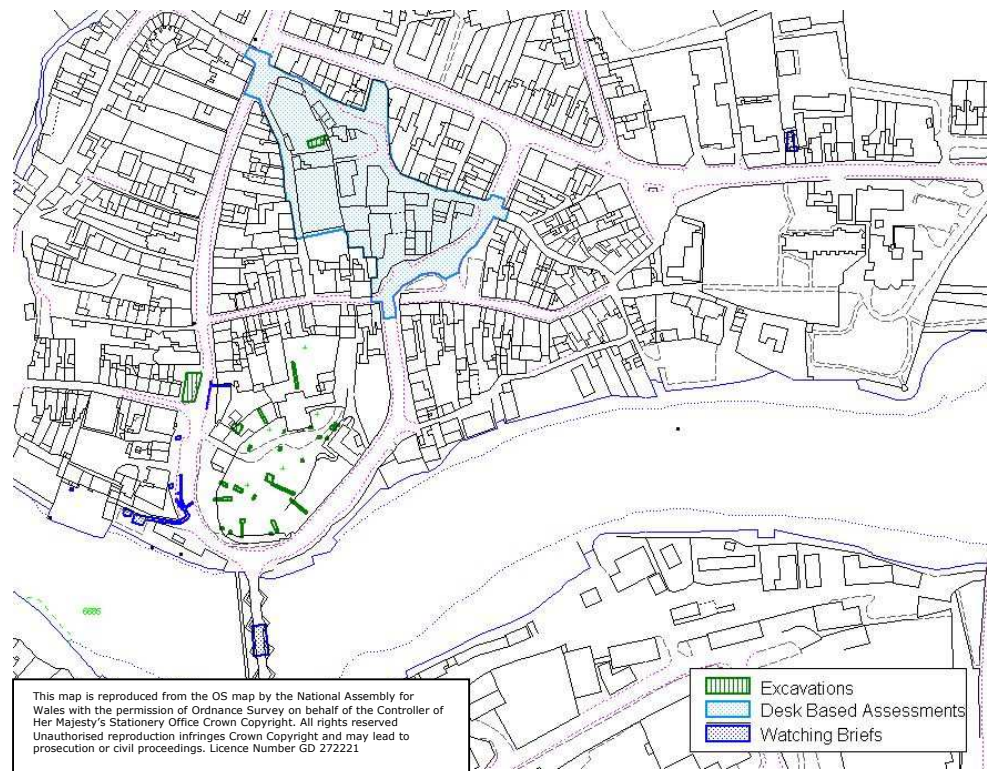 6685
This map is reproduced from the OS map by the National Assembly for
Wales with the permission of Ordnance Survey on behalf of the Controller of
Her Majesty's Stationery Office Crown Copyright. All rights reserved
Unauthorised reproduction infringes Crown Copyright and may lead to
prosecution or civil proceedings. Licence Number GD 272221
Excavations
Desk Based Assessments
Watching Briefs